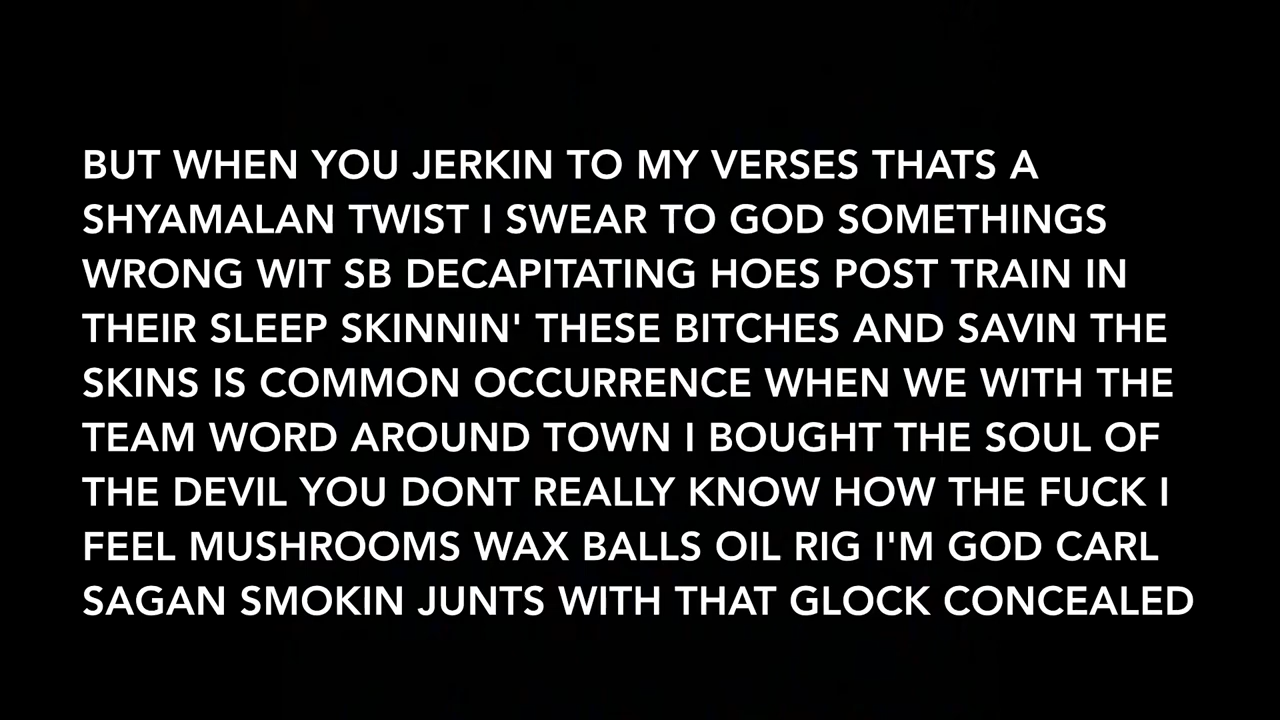 BUT WHEN YOU JERKIN TO MY VERSES THATS A
SHYAMALAN TWIST I SWEAR TO GOD SOMETHINGS
WRONG WIT SB DECAPITATING HOES POST TRAIN IN
THEIR SLEEP SKINNIN' THESE BITCHES AND SAVIN THE
SKINS IS COMMON OCCURRENCE WHEN WE WITH THE
TEAM WORD AROUND TOWN I BOUGHT THE SOUL OF
THE DEVIL YOU DONT REALLY KNOW HOW THE FUCK I
FEEL MUSHROOMS WAX BALLS OIL RIG I'M GOD CARL
SAGAN SMOKIN JUNTS WITH THAT GLOCK CONCEALED